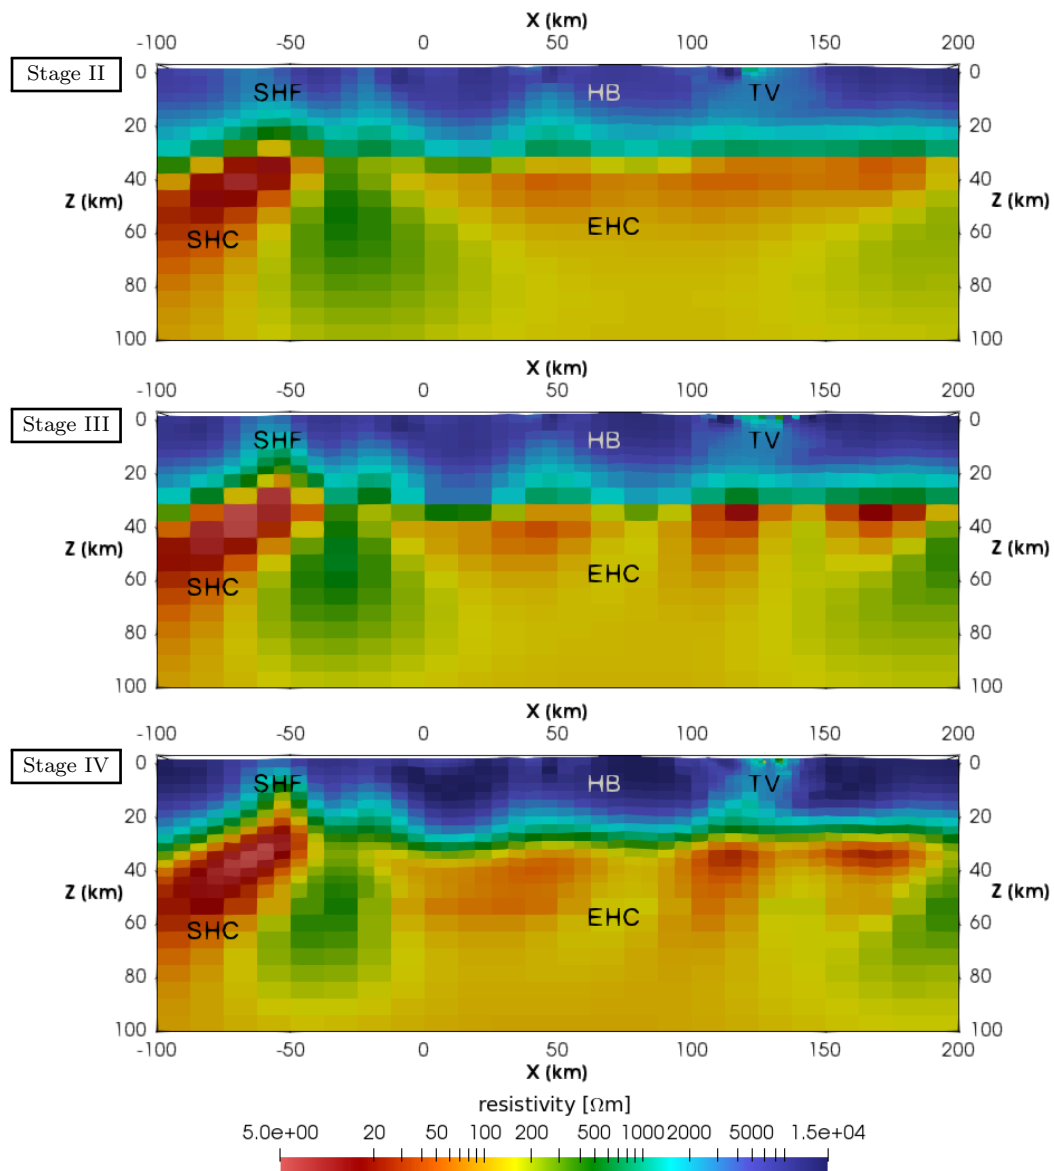 X (km)
-100 -50 0 50 100 150 200
Stage II
0 SHF HB TV 0
20 20
40 40
Z (km) Z (km)
60 SHC EHC 60
80 80
100 100
X (km)
-100 -50 0 50 100 150 200
Stage III
0 SHF HB TV 0
20 20
40 40
Z (km) Z (km)
60 SHC EHC 60
80 80
100 100
X (km)
-100 -50 0 50 100 150 200
Stage IV
0 SHF HB TV 0
20 20
40 40
Z (km) Z (km)
60 SHC EHC 60
80 80
100 100
-100 -50 0 50 100 150 200
X (km)
resistivity [Ωm]
5.0e+00 20 50 100 200 500 1000 2000 5000 1.5e+04